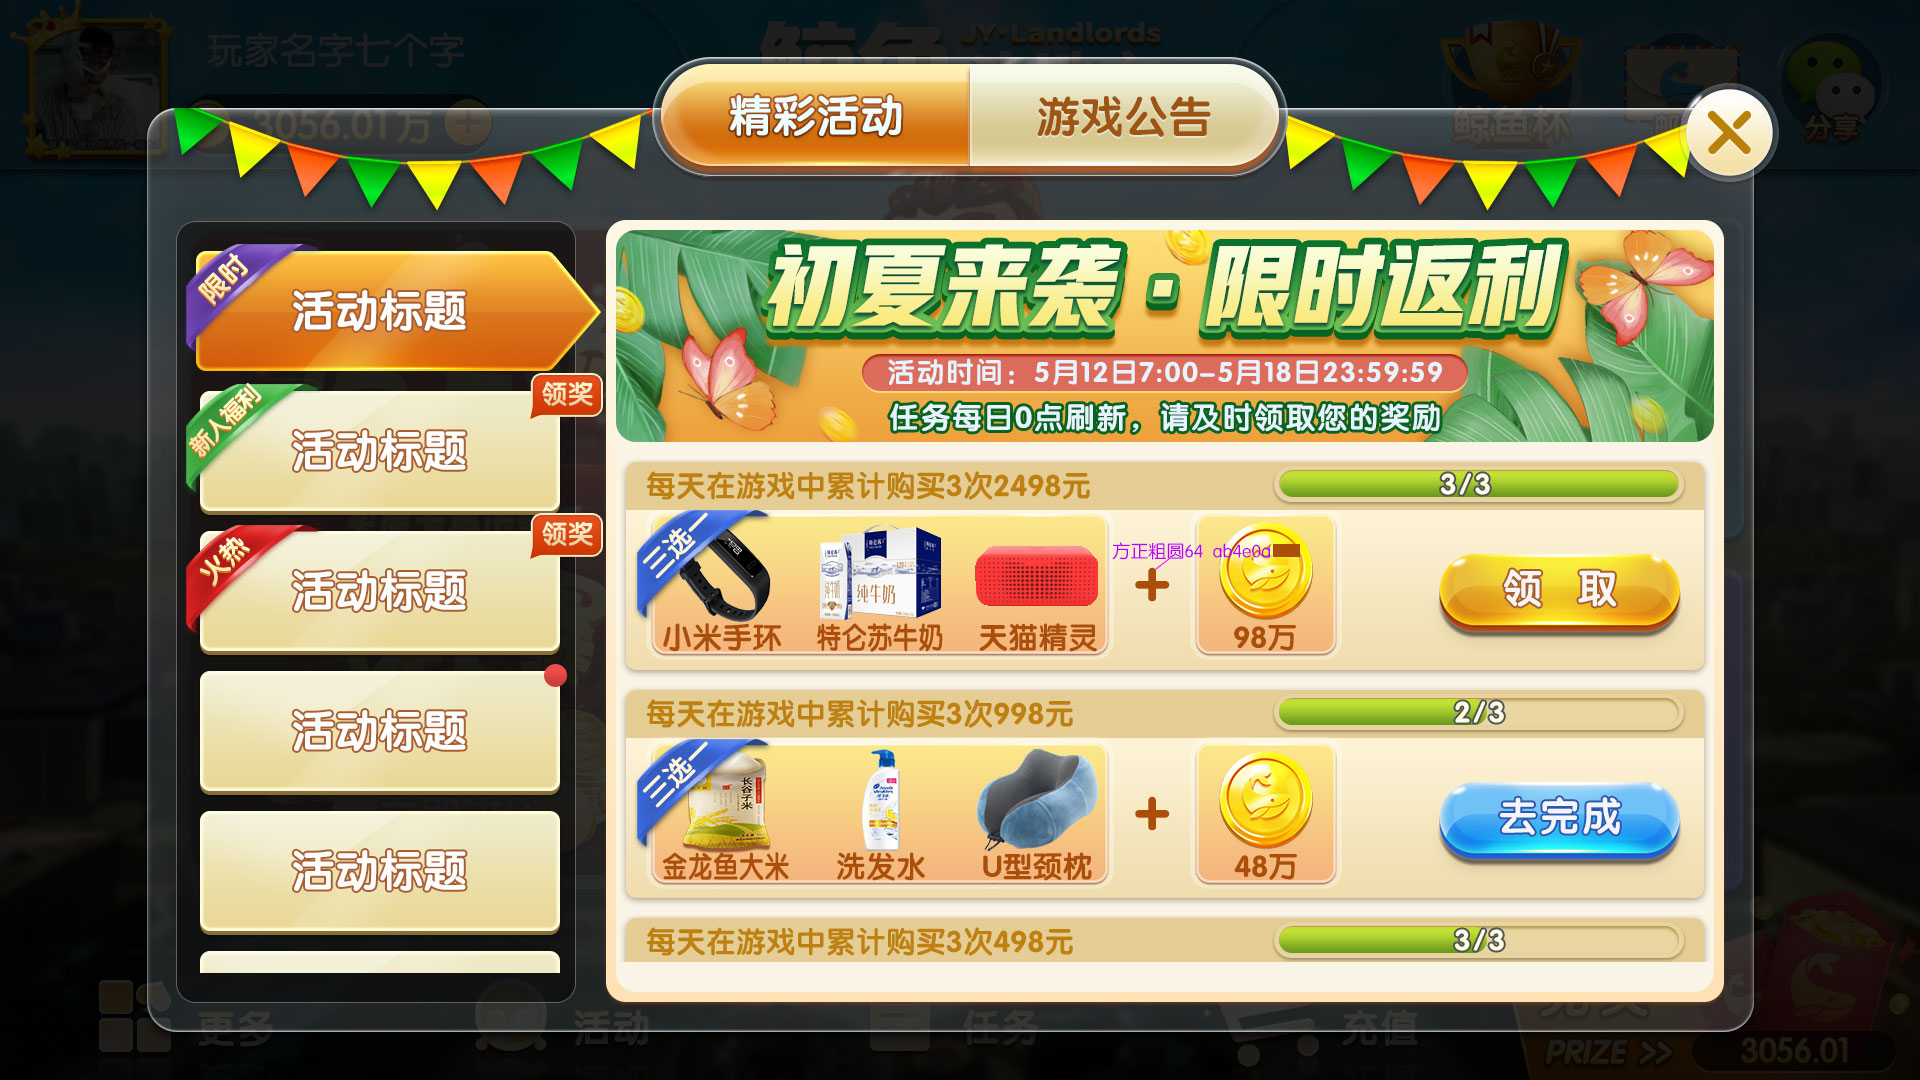 玩家名字七个字
JY·Landlords
3056.01万
鲸鱼杯
分享
精彩活动
游戏公告
限时
活动标题
新人福利
活动标题
领奖
火热
活动标题
领奖
活动标题
活动标题
初夏来袭·限时返利
活动时间：5月12日7:00-5月18日23:59:59
任务每日0点刷新，请及时领取您的奖励
每天在游戏中累计购买3次2498元
3/3
三选一
纯牛奶
小米手环
特仑苏牛奶
天猫精灵
方正粗圆64 ab4e0d
+
98万
领 取
每天在游戏中累计购买3次998元
2/3
三选一
长谷子米
金龙鱼大米
洗发水
U型颈枕
+
48万
去完成
每天在游戏中累计购买3次498元
3/3
更多
活动
任务
充值
PRIZE >>
3056.01